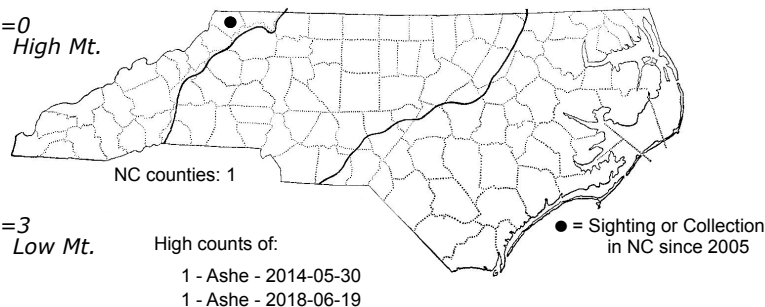 =0
High Mt.
NC counties: 1
=3
Low Mt.
High counts of:
1 - Ashe - 2014-05-30
1 - Ashe - 2018-06-19
● = Sighting or Collection
in NC since 2005